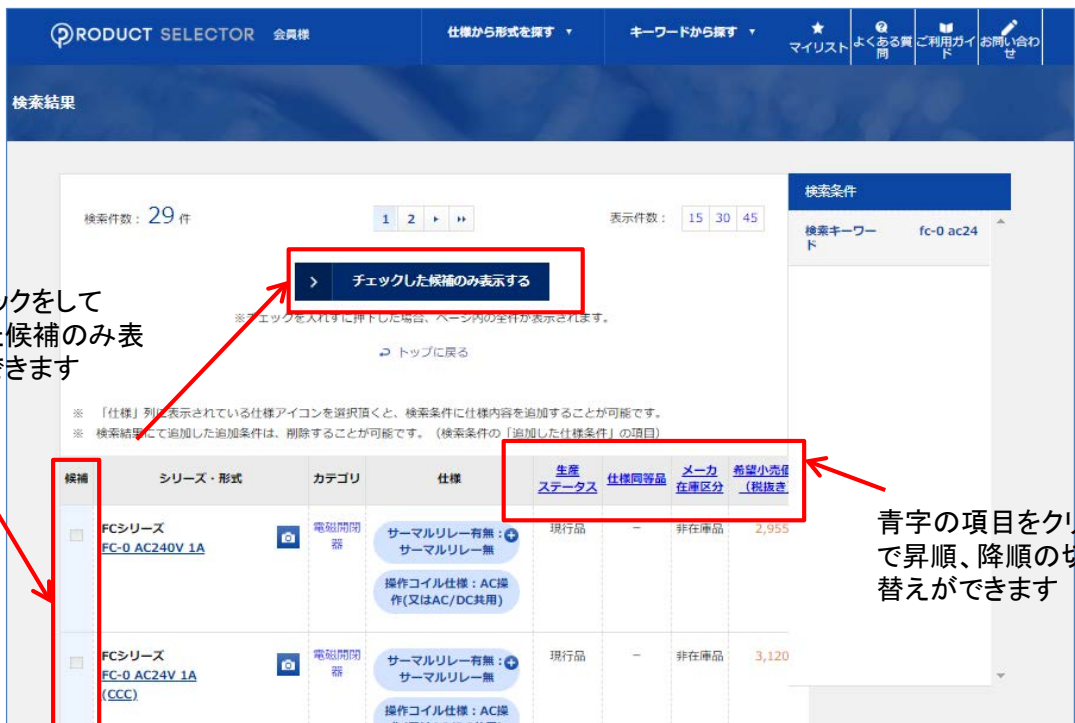 PRODUCT SELECTOR 会員様
仕様から形式を探す ▼
キーワードから探す ▼
★ マイリスト
よくある質
問
ご利用ガイ
ド
お問い合わ
せ
検索結果
検索件数： 29 件
1 2
表示件数： 15 30 45
検索条件
検索キーワー
ド
fc-0 ac24
チェックした候補のみ表示する
※チェックを入れずに押下した場合、ページ内の全件が表示されます。
トップに戻る
ックをして
候補のみ表
きます
※ 「仕様」列に表示されている仕様アイコンを選択頂くと、検索条件に仕様内容を追加することが可能です。
※ 検索結果にて追加した追加条件は、削除することが可能です。（検索条件の「追加した仕様条件」の項目）
候補
シリーズ・形式
カテゴリ
仕様
生産
ステータス
仕様同等品
メーカ
在庫区分
希望小売価
（税抜き
FCシリーズ
FC-0 AC240V 1A
電磁開閉
器
サーマルリレー有無：
サーマルリレー無
操作コイル仕様：AC操
作(又はAC/DC共用)
現行品
－
非在庫品
2,955
青字の項目をクリ
で昇順、降順の切
替えができます
FCシリーズ
FC-0 AC24V 1A
(CCC)
電磁開閉
器
サーマルリレー有無：
サーマルリレー無
操作コイル仕様：AC操
現行品
－
非在庫品
3,120